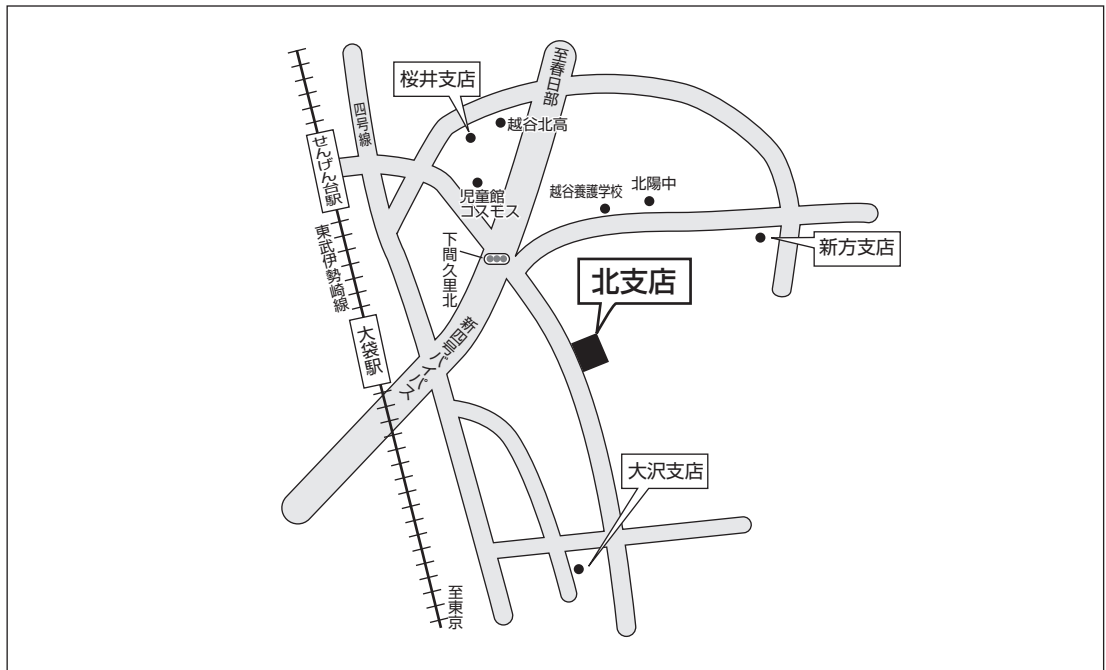 至春日部
桜井支店
四号線
越谷北高
せんげん台駅
児童館
コスモス
越谷養護学校
北陽中
東武伊勢崎線
下間久里北
新方支店
北支店
大袋駅
新四号バイパス
大沢支店
至東京